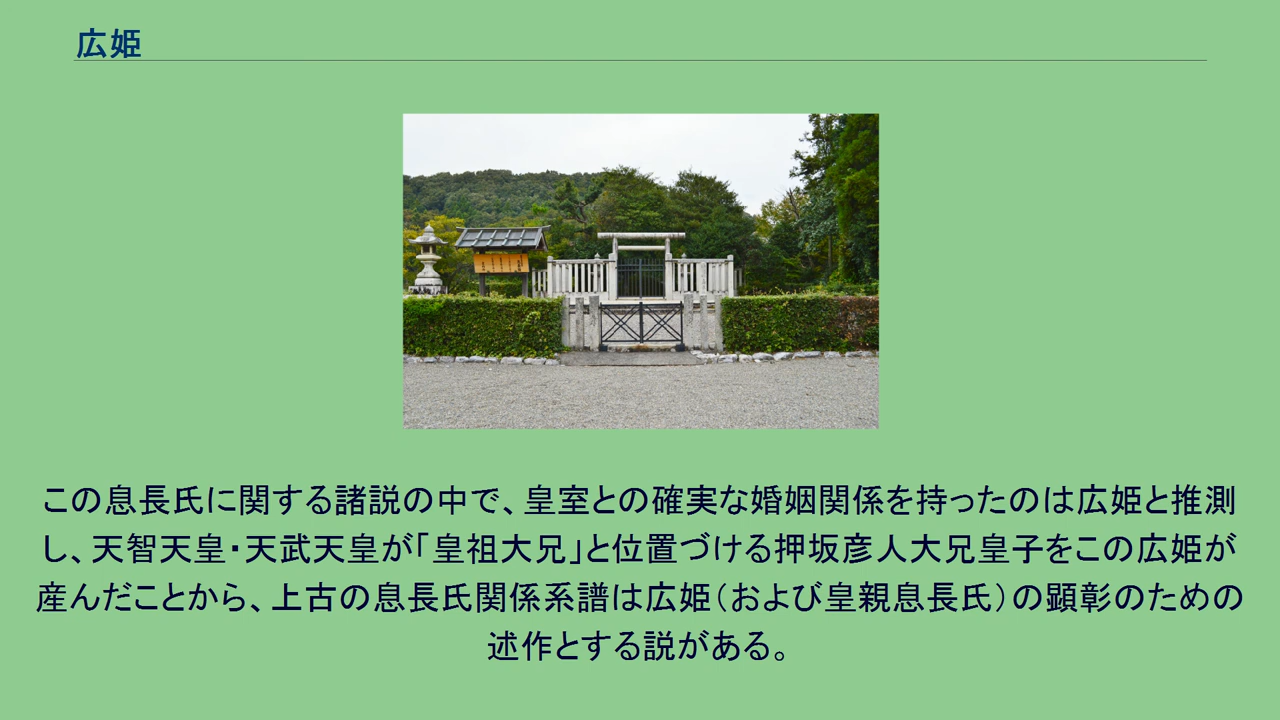 広姫
この息長氏に関する諸説の中で、皇室との確実な婚姻関係を持ったのは広姫と推測
し、天智天皇・天武天皇が「皇祖大兄」と位置づける押坂彦人大兄皇子をこの広姫が
産んだことから、上古の息長氏関係系譜は広姫（および皇親息長氏）の顕彰のための
述作とする説がある。